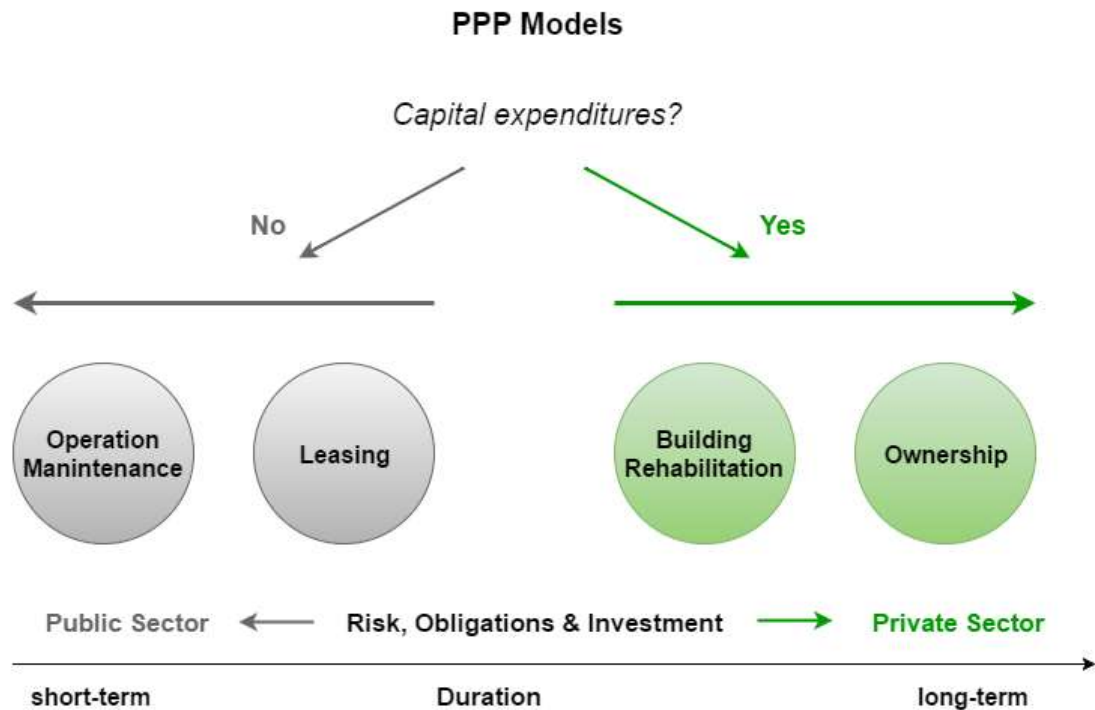 PPP Models
Capital expenditures?
No
Yes
Operation
Manintenance
Leasing
Building
Rehabilitation
Ownership
Public Sector
Risk, Obligations & Investment
Private Sector
short-term
Duration
long-term